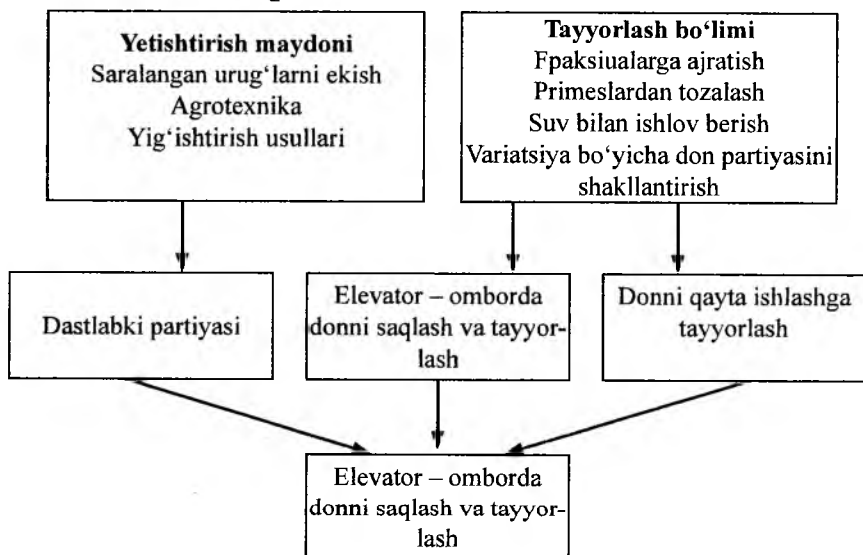 Yetishtirish maydoni
Saralangan urug‘larni ekish
Agrotexnika
Yig‘ishtirish usullari
Tayyorlash bo‘limi
Fpaksiualarga ajratish
Primeslardan tozalash
Suv bilan ishlov berish
Variatsiya bo‘yicha don partiyasini
shakllantirish
Dastlabki partiyasi
Elevator – omborda
donni saqlash va tayyor-
lash
Donni qayta ishlashga
tayyorlash
Elevator – omborda
donni saqlash va tayyor-
lash